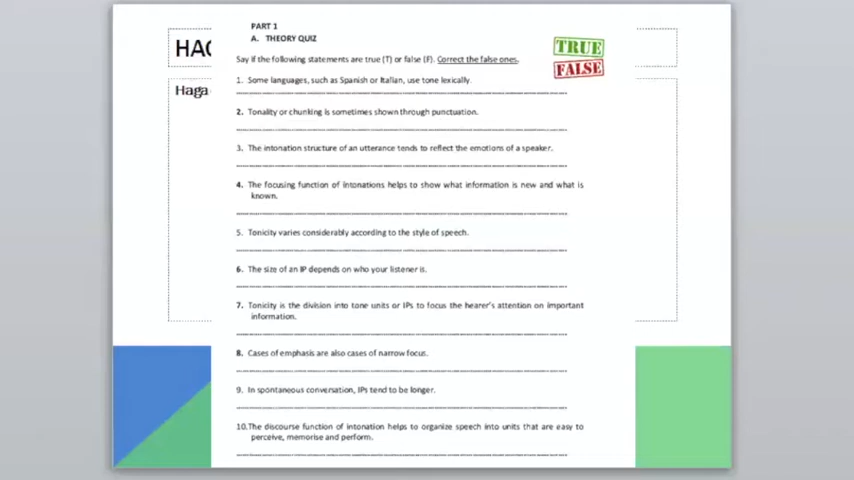 PART 1
A. THEORY QUIZ
Say if the following statements are true (T) or false (F). Correct the false ones.
TRUE
FALSE
HAG
Haga
1. Some languages, such as Spanish or Italian, use tone lexically.
2. Tonality or chunking is sometimes shown through punctuation.
3. The intonation structure of an utterance tends to reflect the emotions of a speaker.
4. The focusing function of intonations helps to show what information is new and what is
known.
5. Tonicity varies considerably according to the style of speech.
6. The size of an IP depends on who your listener is.
7. Tonicity is the division into tone units or IPs to focus the hearer's attention on important
information.
8. Cases of emphasis are also cases of narrow focus.
9. In spontaneous conversation, IPs tend to be longer.
10.The discourse function of intonation helps to organize speech into units that are easy to
perceive, memorise and perform.